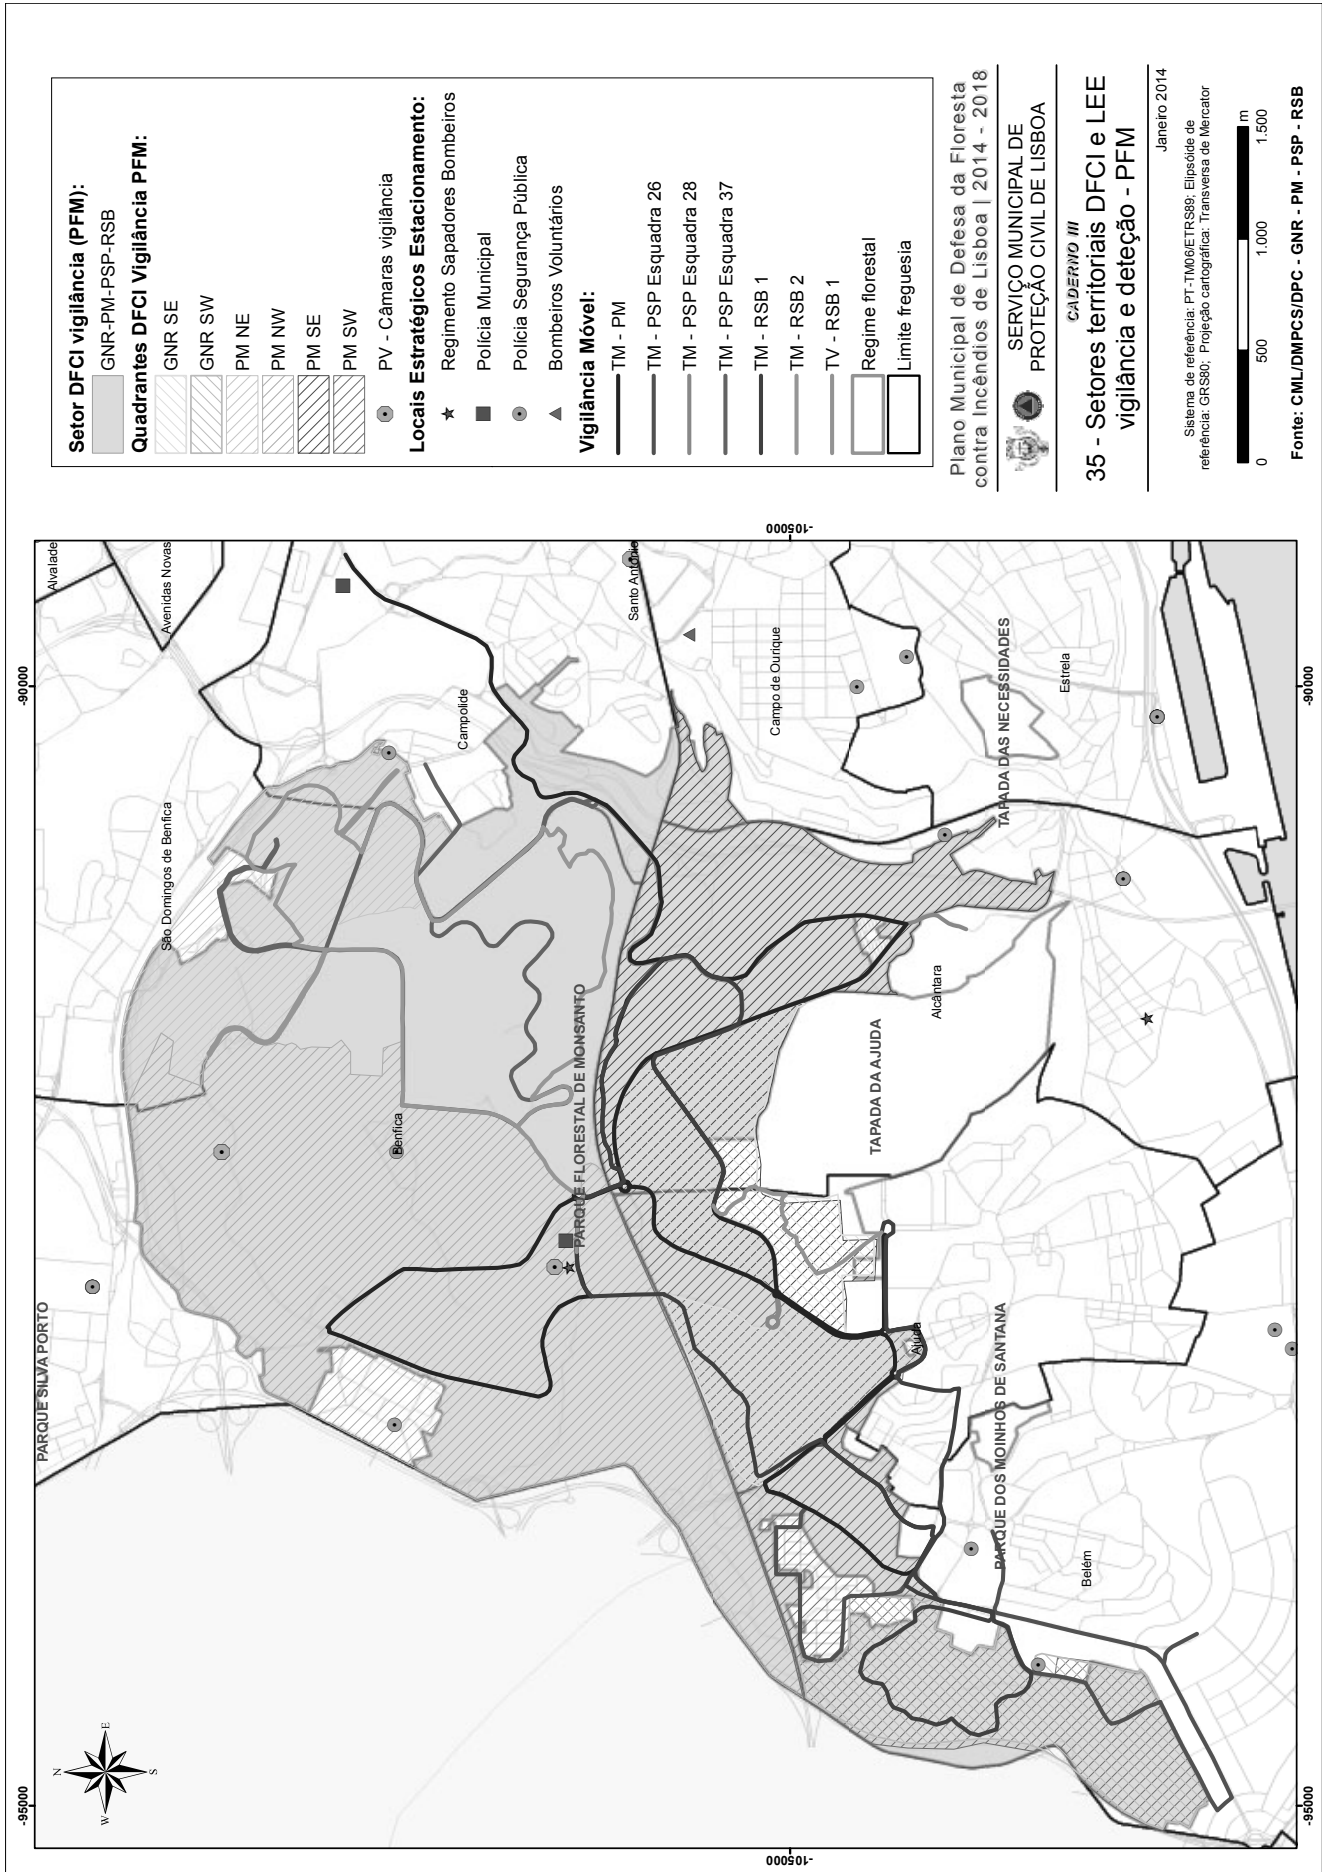 Setor DFCI vigilância (PFM):
GNR-PM-PSP-RSB
Quadrantes DFCI Vigilância PFM:
GNR SE
GNR SW
PM NE
PM NW
PM SE
PM SW
PV - Câmaras vigilância
Locais Estratégicos Estacionamento:
Regimento Sapadores Bombeiros
Polícia Municipal
Polícia Segurança Pública
Bombeiros Voluntários
Vigilância Móvel:
TM - PM
TM - PSP Esquadra 26
TM - PSP Esquadra 28
TM - PSP Esquadra 37
TM - RSB 1
TM - RSB 2
TV - RSB 1
Regime florestal
Limite freguesia
Plano Municipal de Defesa da Floresta
contra Incêndios de Lisboa | 2014 - 2018
SERVIÇO MUNICIPAL DE
PROTEÇÃO CIVIL DE LISBOA
CADERNO III
35 - Setores territoriais DFCI e LEE
vigilância e deteção - PFM
Janeiro 2014
Sistema de referência: PT-TM06/ETRS89; Elipsóide de
referência: GRS80; Projeção cartográfica: Transversa de Mercator
0 500 1.000 1.500 m
Fonte: CML/DMPCS/DPC - GNR - PM - PSP - RSB
-95000
-90000
-105000
-105000
-95000
-90000
N
E
S
W
PARQUE SILVA PORTO
São Domingos de Benfica
Avenidas Novas
Alvalade
Benfica
Campolide
PARQUE FLORESTAL DE MONSANTO
Santo António
Campo de Ourique
TAPADA DA AJUDA
Alcântara
TAPADA DAS NECESSIDADES
Estrela
Ajuda
PARQUE DOS MOINHOS DE SANTANA
Belém